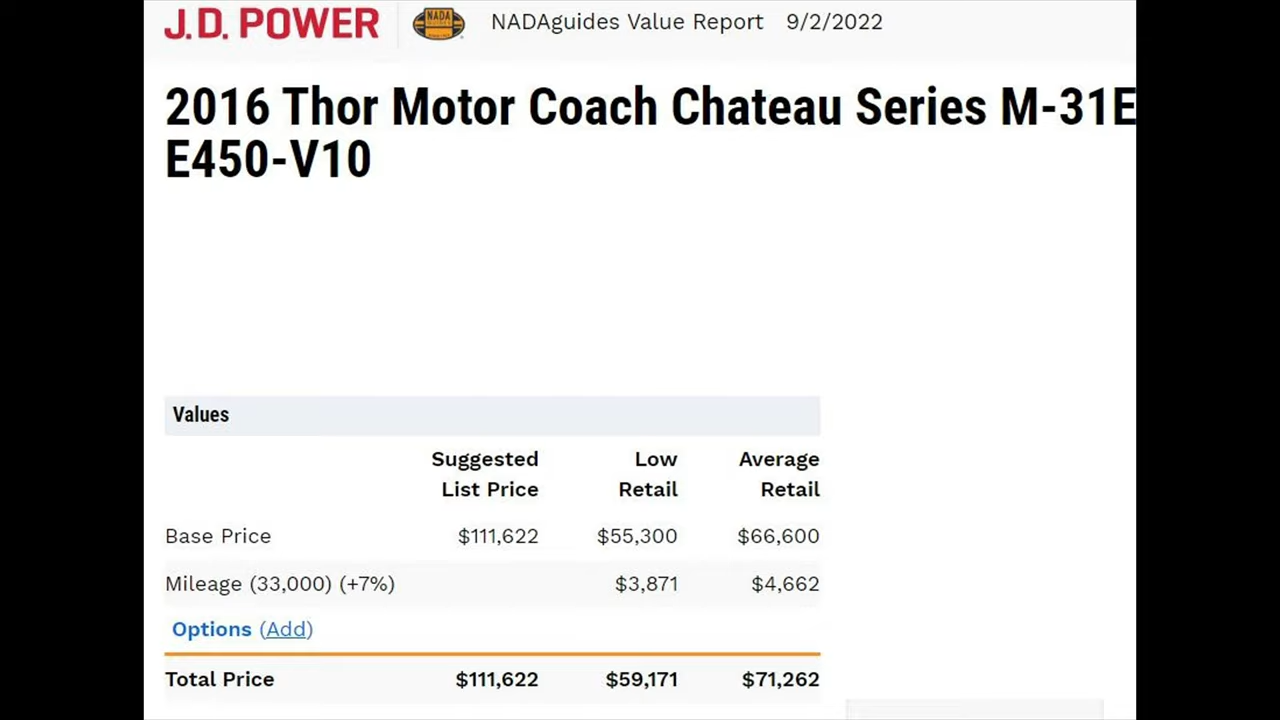 J.D. POWER NADA NADAguides Value Report 9/2/2022
2016 Thor Motor Coach Chateau Series M-31E
E450-V10
Values
Suggested Low Average
List Price Retail Retail
Base Price $111,622 $55,300 $66,600
Mileage (33,000) (+7%) $3,871 $4,662
Options (Add)
Total Price $111,622 $59,171 $71,262